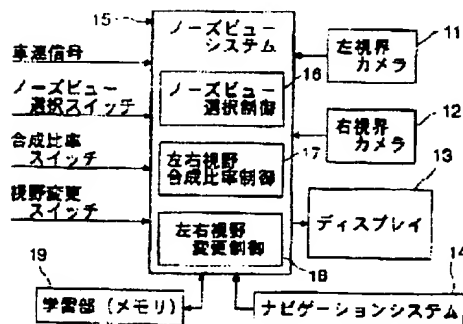 15
ノーズビュー
システム
車速信号
ノーズビュー
選択スイッチ
合成比率
スイッチ
視野変更
スイッチ
ノーズビュー
選択制御
16
左右視野
合成比率制御
17
左右視野
変更制御
18
左視界
カメラ
11
右視界
カメラ
12
13
ディスプレイ
14
ナビゲーションシステム
19
学習部(メモリ)